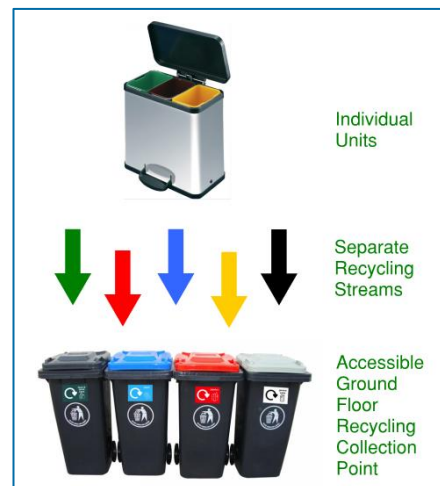 Individual
Units
Separate
Recycling
Streams
Accessible
Ground
Floor
Recycling
Collection
Point